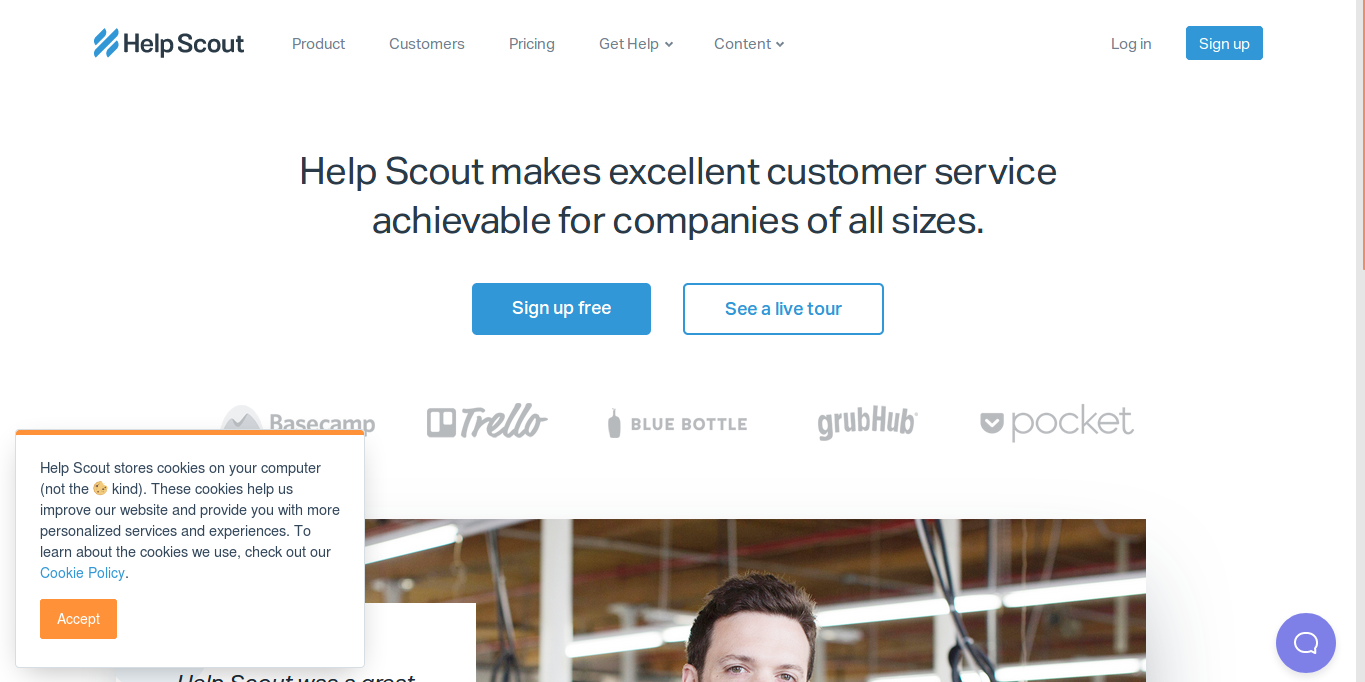 Help Scout
Product
Customers
Pricing
Get Help
Content
Log in
Sign up
Help Scout makes excellent customer service
achievable for companies of all sizes.
Sign up free
See a live tour
Basecamp
Trello
BLUE BOTTLE
grubHub
pocket
Help Scout stores cookies on your computer
(not the 🍪 kind). These cookies help us
improve our website and provide you with more
personalized services and experiences. To
learn about the cookies we use, check out our
Cookie Policy.
Accept
Help Scout was a great